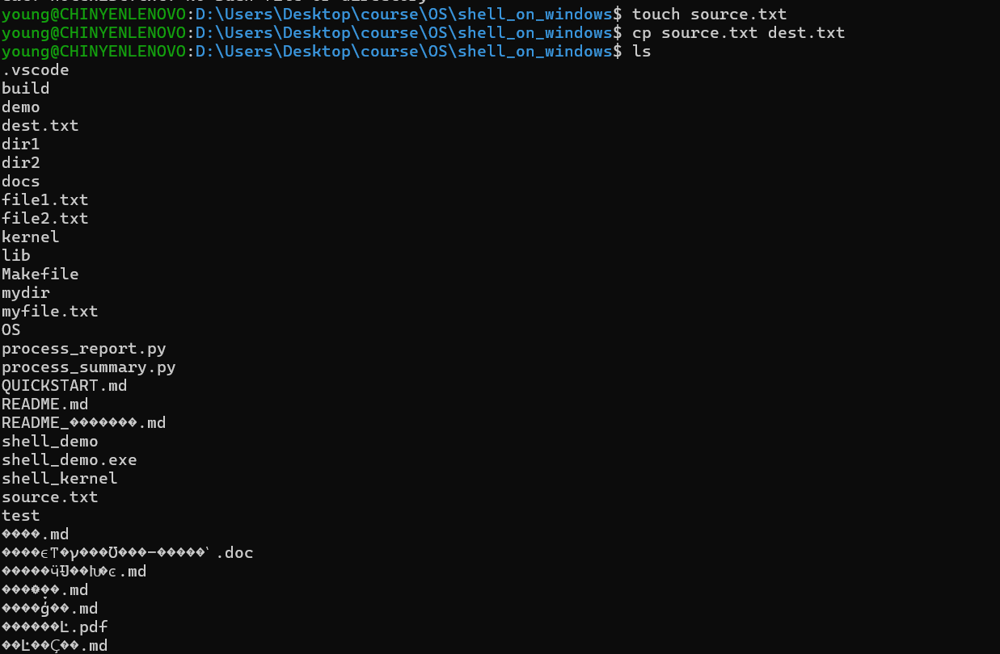 young@CHINYENLENOVO:D:\Users\Desktop\course\OS\shell_on_windows$ touch source.txt
young@CHINYENLENOVO:D:\Users\Desktop\course\OS\shell_on_windows$ cp source.txt dest.txt
young@CHINYENLENOVO:D:\Users\Desktop\course\OS\shell_on_windows$ ls
.vscode
build
demo
dest.txt
dir1
dir2
docs
file1.txt
file2.txt
kernel
lib
Makefile
mydir
myfile.txt
OS
process_report.py
process_summary.py
QUICKSTART.md
README.md
README_�������.md
shell_demo
shell_demo.exe
shell_kernel
source.txt
test
����.md
.doc
.md
������.md
.md
.pdf
.md